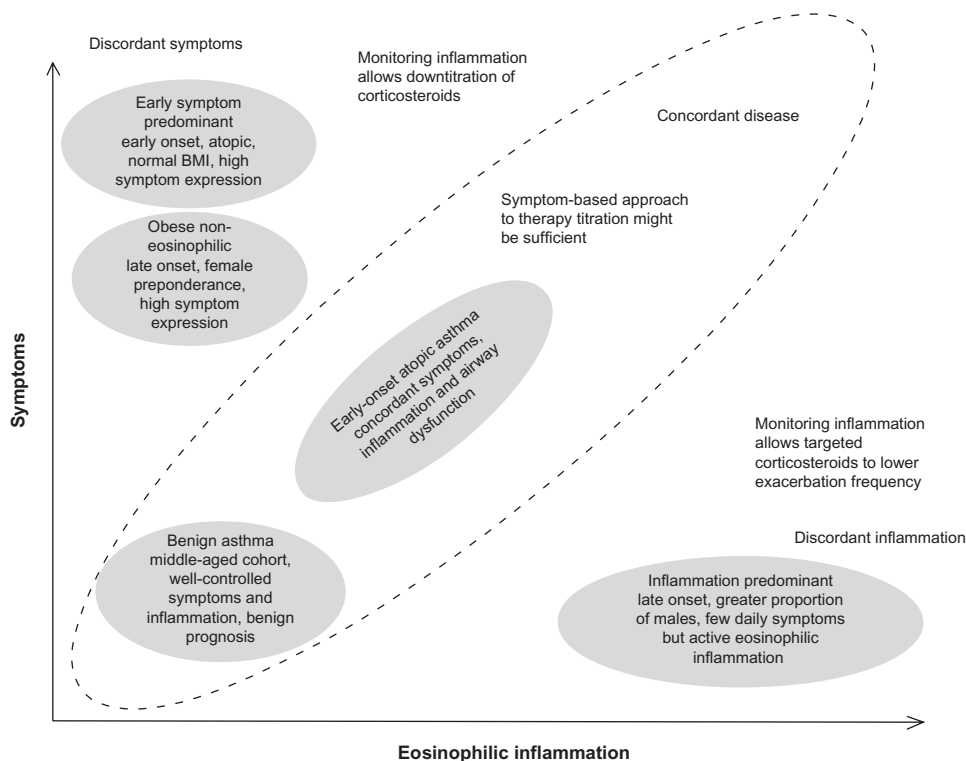 Discordant symptoms
Monitoring inflammation
allows downtitration of
corticosteroids
Early symptom
predominant
early onset, atopic,
normal BMI, high
symptom expression
Concordant disease
Symptom-based approach
to therapy titration might
be sufficient
Obese non-
eosinophilic
late onset, female
preponderance,
high symptom
expression
Symptoms
Early-onset atopic asthma
concordant symptoms,
inflammation and airway
dysfunction
Monitoring inflammation
allows targeted
corticosteroids to lower
exacerbation frequency
Discordant inflammation
Benign asthma
middle-aged cohort,
well-controlled
symptoms and
inflammation, benign
prognosis
Inflammation predominant
late onset, greater proportion
of males, few daily symptoms
but active eosinophilic
inflammation
Eosinophilic inflammation